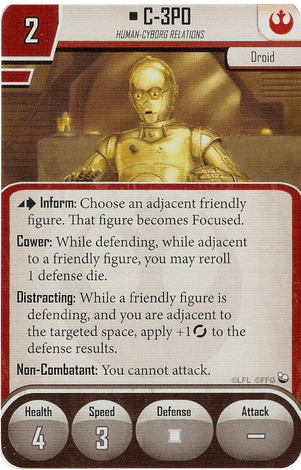 2
■ C-3PO
HUMAN-CYBORG RELATIONS
Droid
Inform: Choose an adjacent friendly
figure. That figure becomes Focused.
Cower: While defending, while adjacent
to a friendly figure, you may reroll
1 defense die.
Distracting: While a friendly figure is
defending, and you are adjacent to
the targeted space, apply +1 to the
defense results.
Non-Combatant: You cannot attack.
©LFL ©FFG
Health Speed Defense Attack
4 3 –